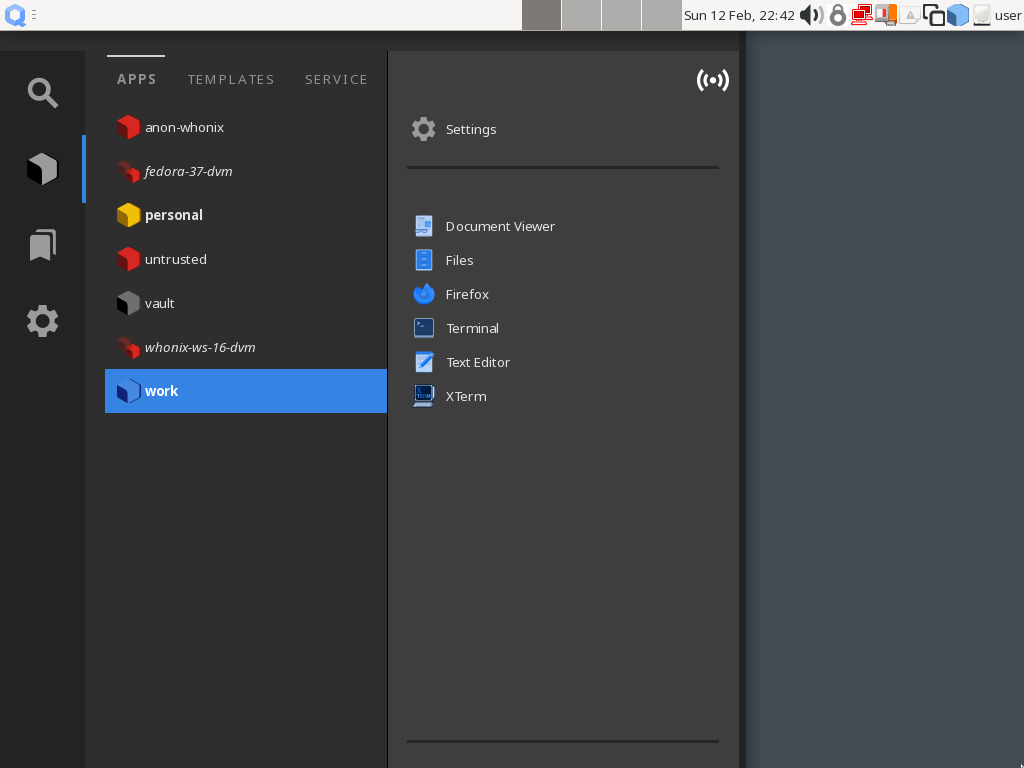 Sun 12 Feb, 22:42 user
APPS TEMPLATES SERVICE
anon-whonix
fedora-37-dvm
personal
untrusted
vault
whonix-ws-16-dvm
work
Settings
Document Viewer
Files
Firefox
Terminal
Text Editor
XTerm